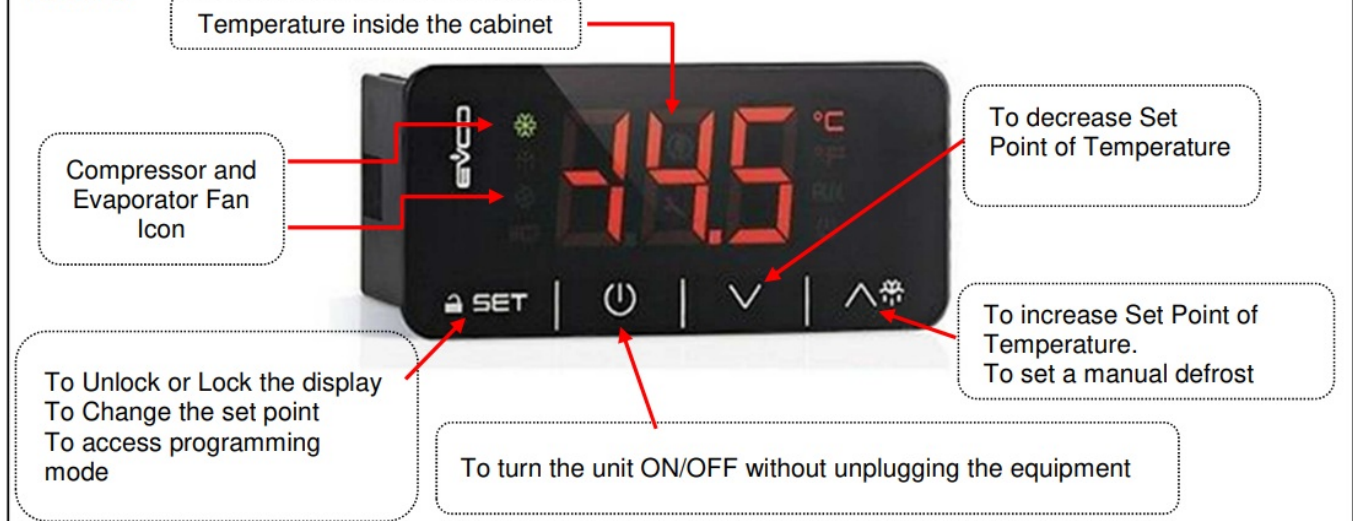 Temperature inside the cabinet
EVCO
-14.5
°C
°F
Compressor and
Evaporator Fan
Icon
To decrease Set
Point of Temperature
SET
To increase Set Point of
Temperature.
To set a manual defrost
To Unlock or Lock the display
To Change the set point
To access programming
mode
To turn the unit ON/OFF without unplugging the equipment